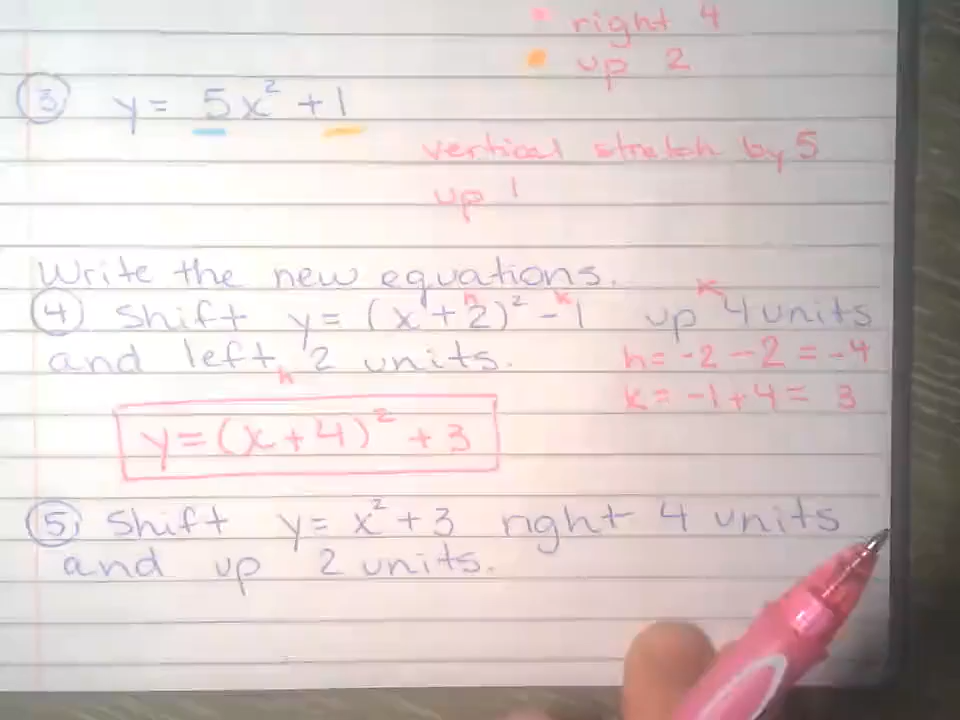 right 4
up 2
3 y = 5x² + 1
vertical stretch by 5
up 1
Write the new equations.
4 Shift y = (x + 2)² - 1 up 4 units
h k k
and left 2 units. h = -2 - 2 = -4
h
k = -1 + 4 = 3
y = (x + 4)² + 3
5 Shift y = x² + 3 right 4 units
and up 2 units.